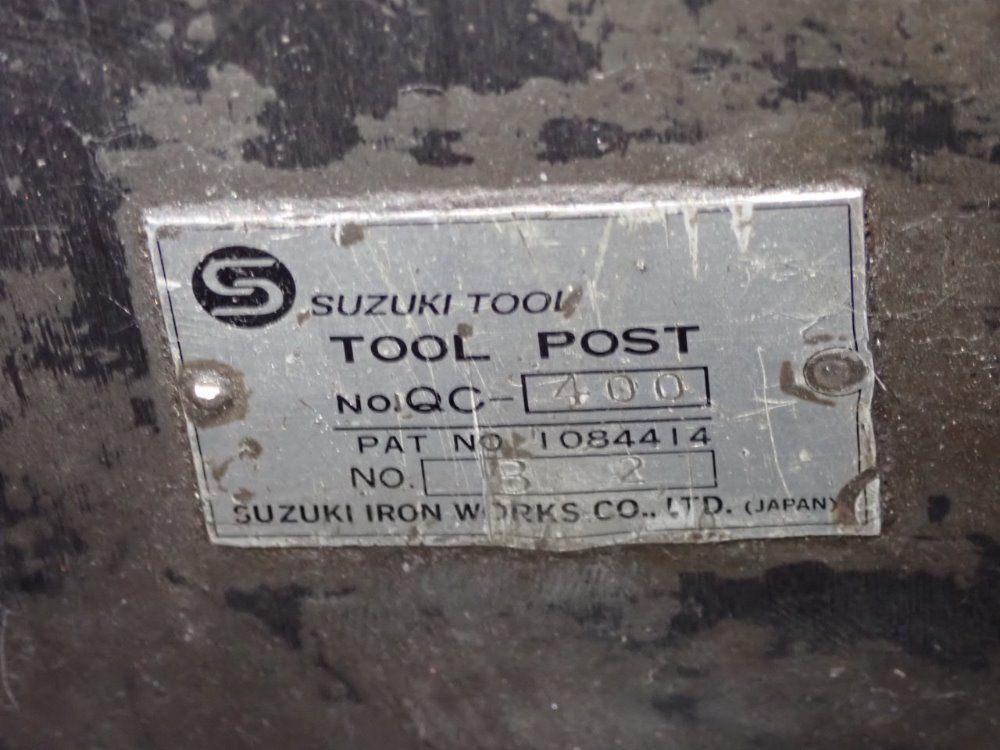 S SUZUKI TOOL
TOOL POST
NO. QC- 400
PAT NO. 1084414
NO. B 2
SUZUKI IRON WORKS CO., LTD. (JAPAN)